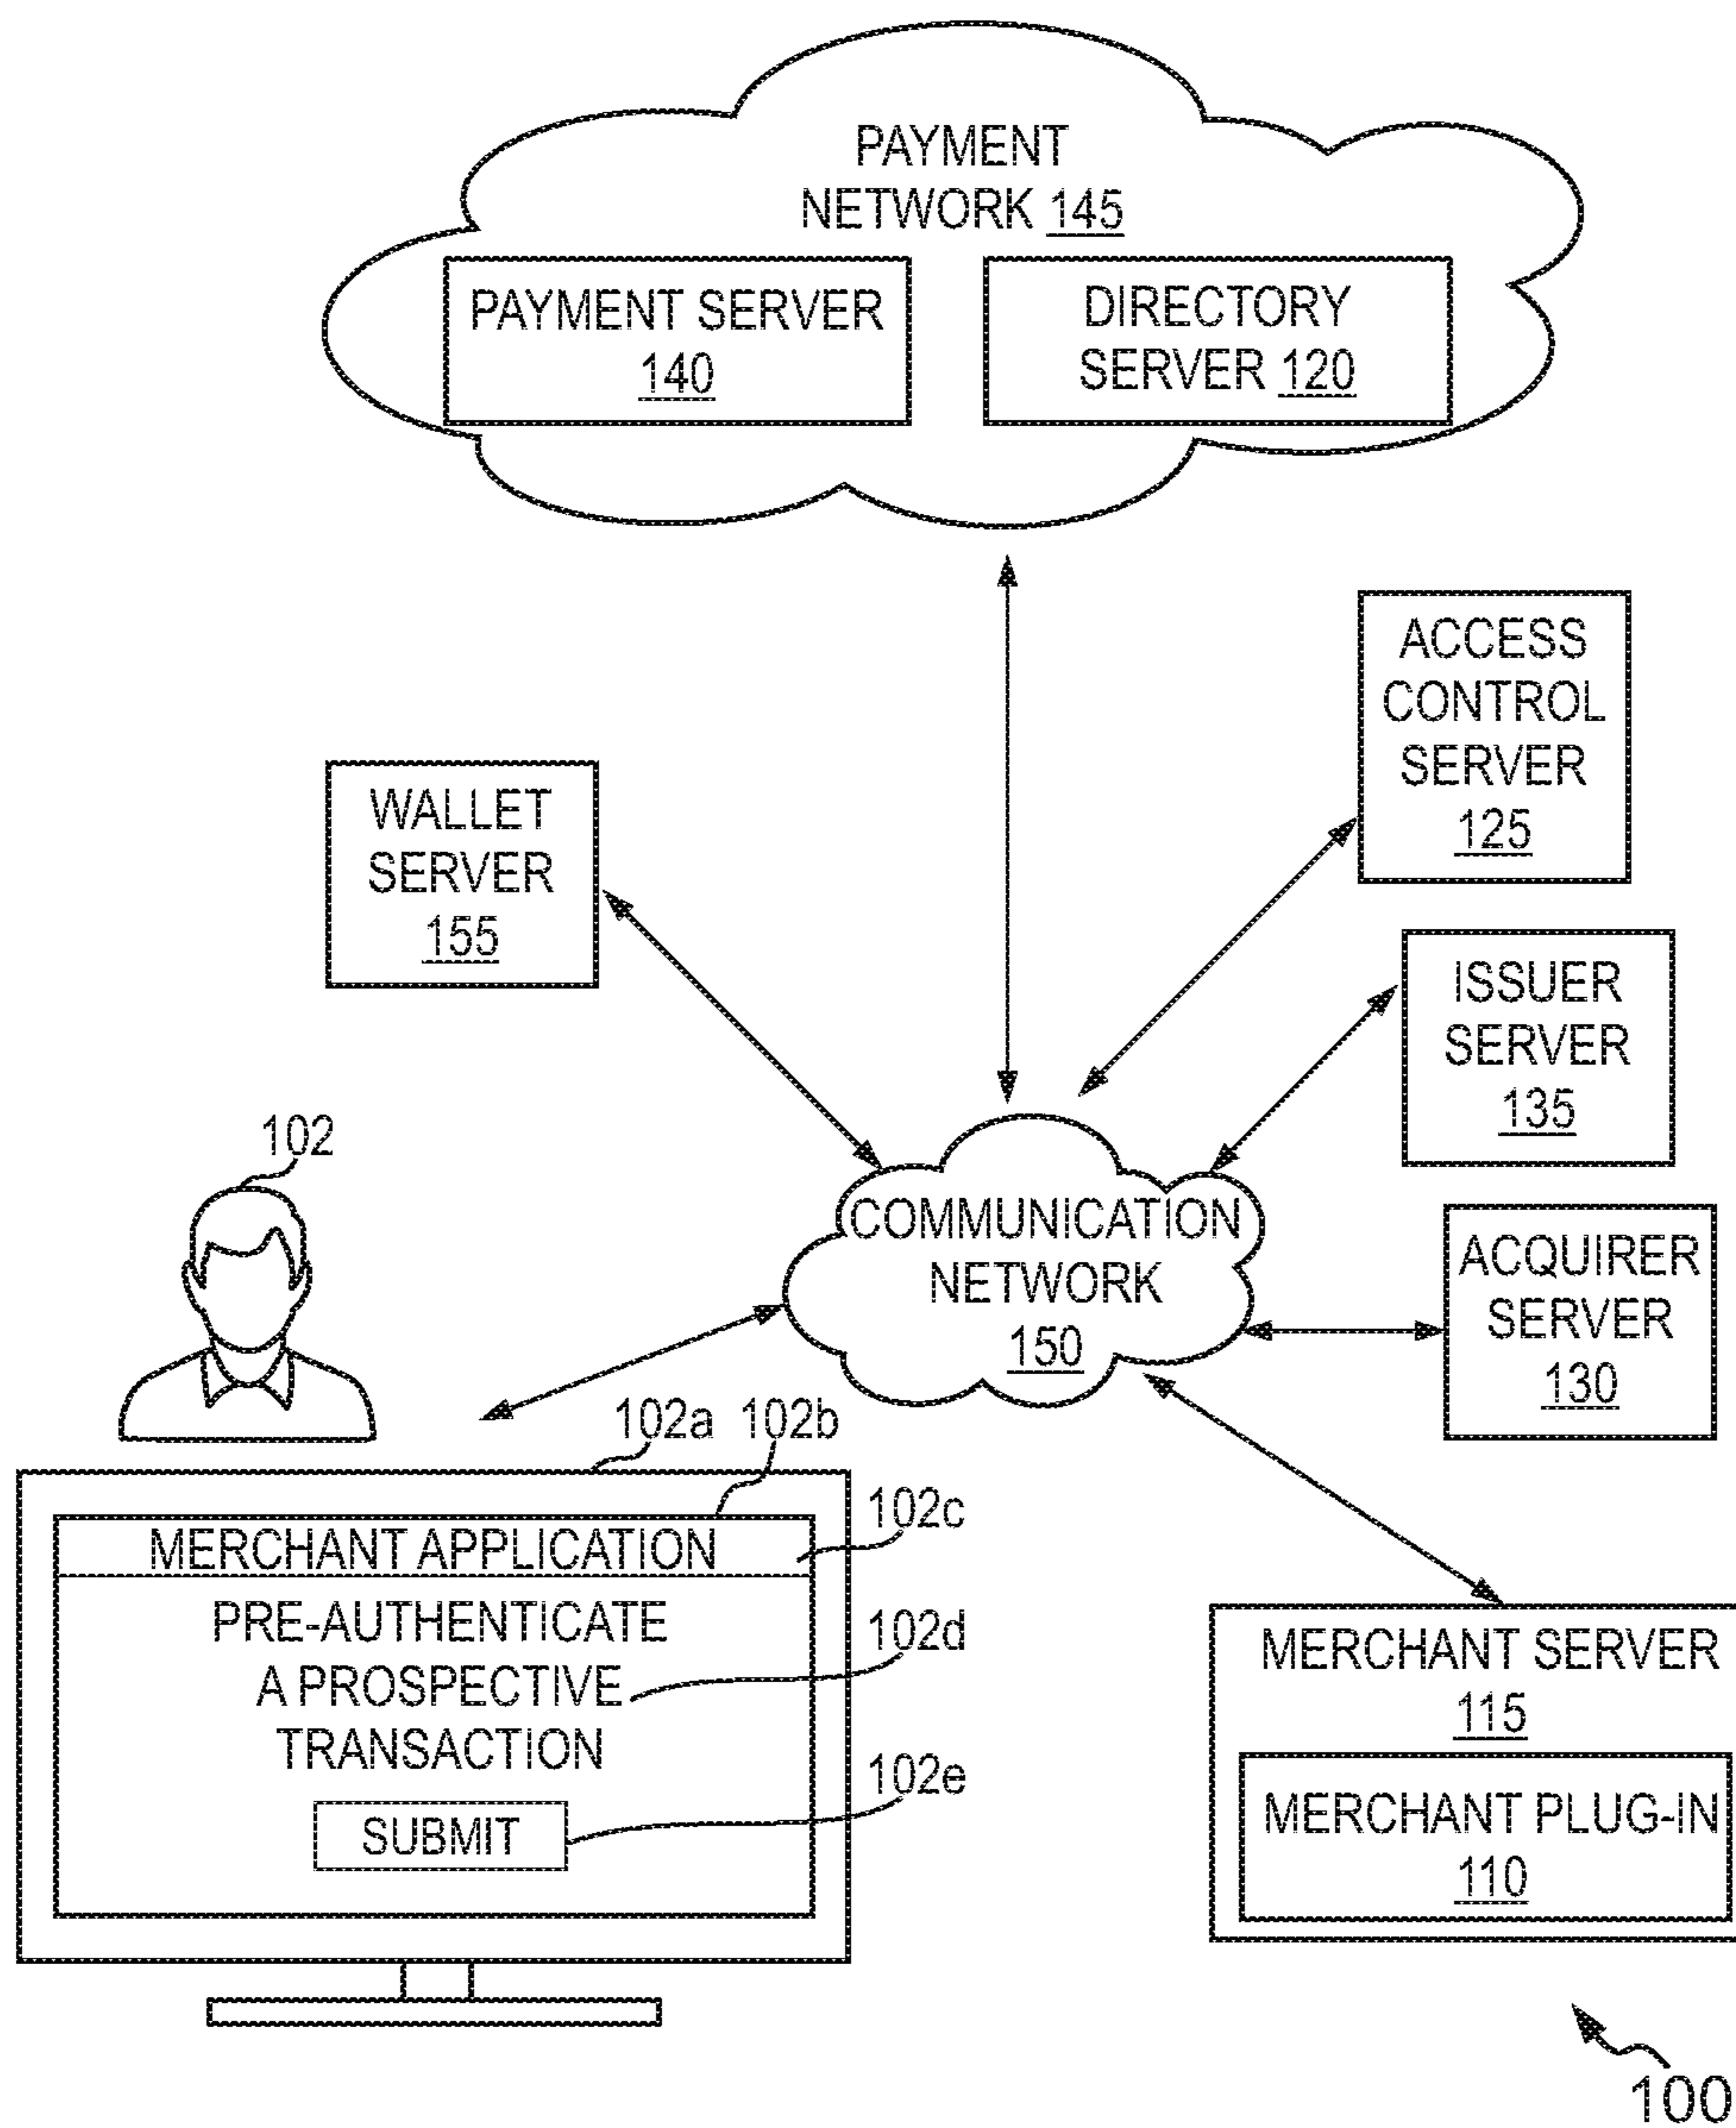 PAYMENT
NETWORK 145
PAYMENT SERVER
140
DIRECTORY
SERVER 120
ACCESS
CONTROL
SERVER
125
WALLET
SERVER
155
ISSUER
SERVER
135
102
COMMUNICATION
NETWORK
150
ACQUIRER
SERVER
130
102a
102b
102c
MERCHANT APPLICATION
PRE-AUTHENTICATE
A PROSPECTIVE
TRANSACTION
102d
102e
SUBMIT
MERCHANT SERVER
115
MERCHANT PLUG-IN
110
100